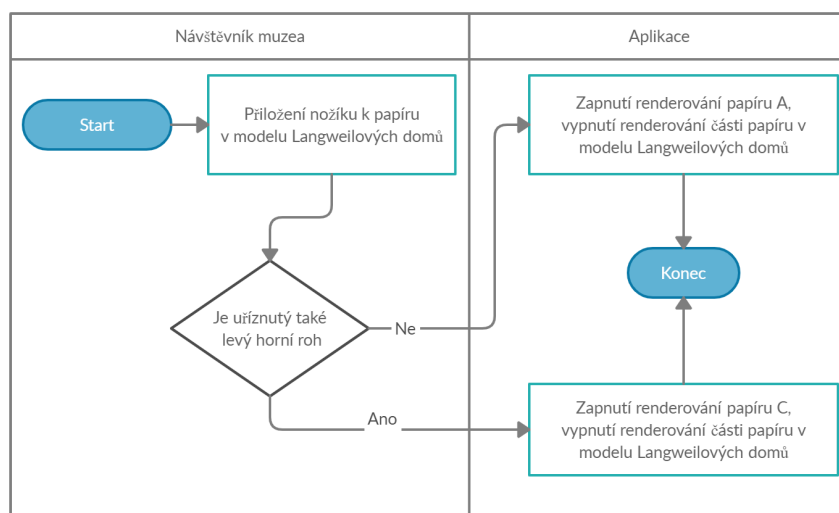 Návštěvník muzea
Aplikace
Start
Přiložení nožíku k papíru
v modelu Langweilových domů
Zapnutí renderování papíru A,
vypnutí renderování části papíru v
modelu Langweilových domů
Konec
Je uříznutý také
levý horní roh
Ne
Ano
Zapnutí renderování papíru C,
vypnutí renderování části papíru v
modelu Langweilových domů